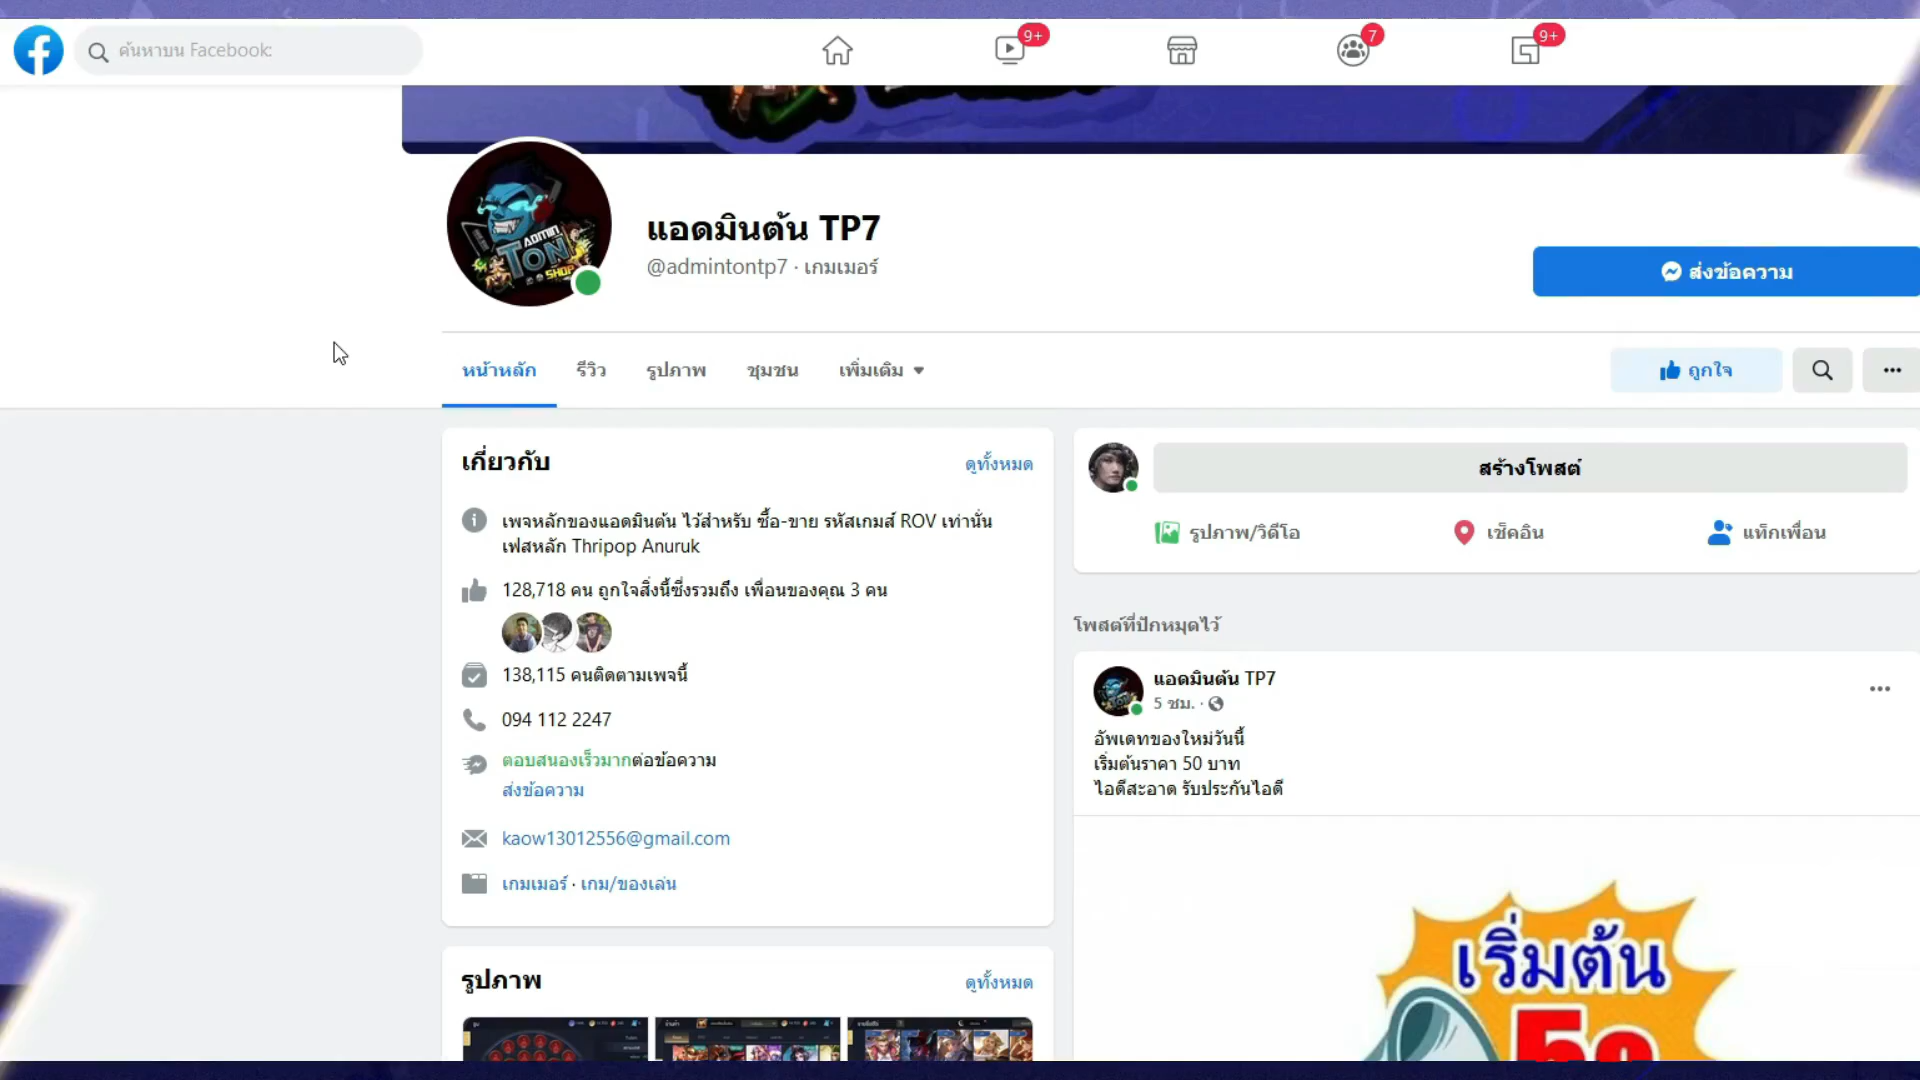 ค้นหาบน Facebook
9+
7
9+
ADMIN
TON
SHOP
แอดมินต้น TP7
@admintontp7 · เกมเมอร์
ส่งข้อความ
หน้าหลัก
รีวิว
รูปภาพ
ชุมชน
เพิ่มเติม
ถูกใจ
เกี่ยวกับ
ดูทั้งหมด
เพจหลักของแอดมินต้น ไว้สำหรับ ซื้อ-ขาย รหัสเกมส์ ROV เท่านั้น
เฟสหลัก Thripop Anuruk
128,718 คน ถูกใจสิ่งนี้ซึ่งรวมถึง เพื่อนของคุณ 3 คน
138,115 คนติดตามเพจนี้
094 112 2247
ตอบสนองเร็วมากต่อข้อความ
ส่งข้อความ
kaow13012556@gmail.com
เกมเมอร์ · เกม/ของเล่น
รูปภาพ
ดูทั้งหมด
สร้างโพสต์
รูปภาพ/วิดีโอ
เช็คอิน
แท็กเพื่อน
โพสต์ที่ปักหมุดไว้
แอดมินต้น TP7
5 ชม. ·
อัพเดทของใหม่วันนี้
เริ่มต้นราคา 50 บาท
ไอดีสะอาด รับประกันไอดี
เริ่มต้น
50